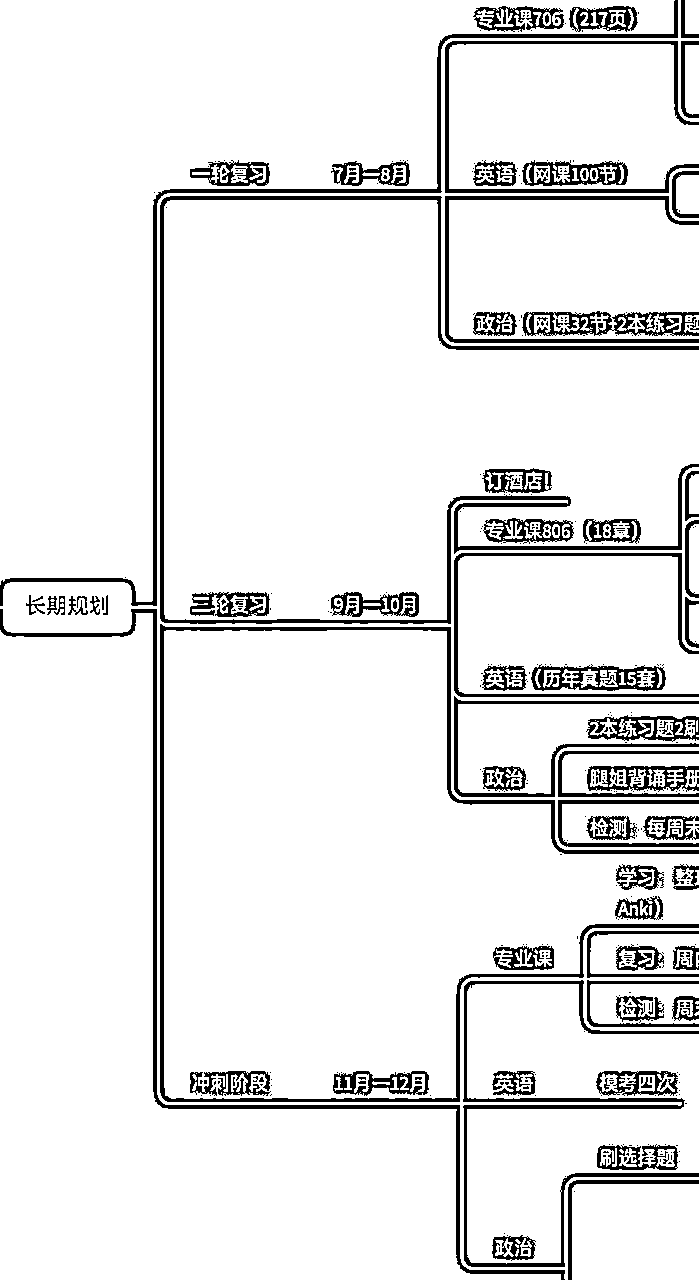 专业课706（217页）
一轮复习
7月—8月
英语（网课100节）
政治（网课32节+2本练习题
订酒店！
专业课806（18章）
长期规划
二轮复习
9月—10月
英语（历年真题15套）
2本练习题2刷
政治
腿姐背诵手册
检测：每周末
学习：整
Anki）
专业课
复习：周
检测：周
冲刺阶段
11月—12月
英语
模考四次
刷选择题
政治